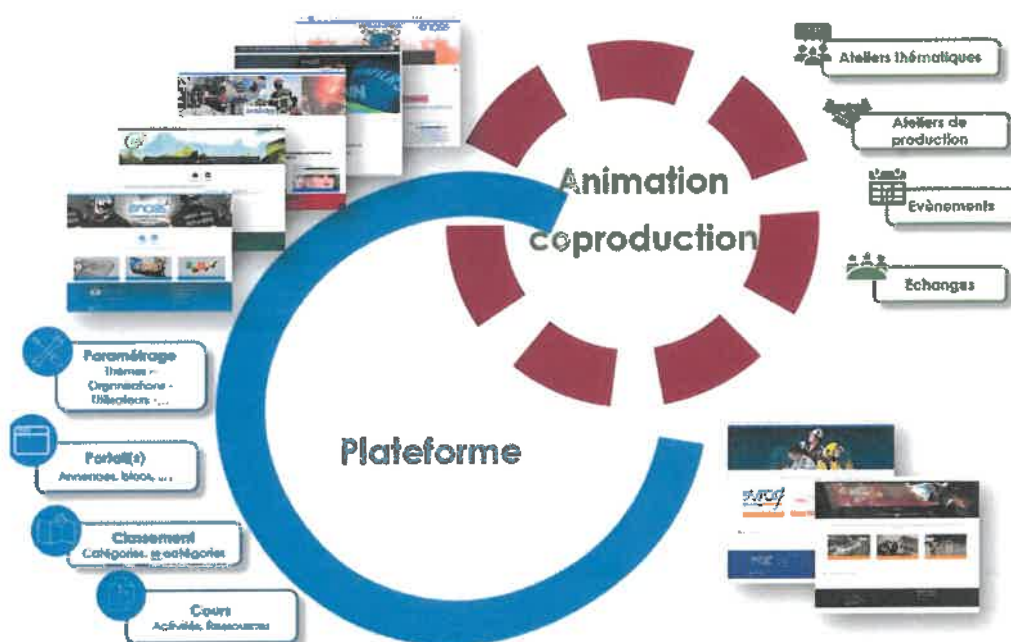 Ateliers thématiques
Ateliers de
production
Evènements
Echanges
Animation
coproduction
Plateforme
Paramétrage
Thèmes -
Organisations -
Utilisateurs -...
Portail(s)
Annonces, blocs, ...
Classement
Catégories, ss catégories
Cours
Activités, Ressources